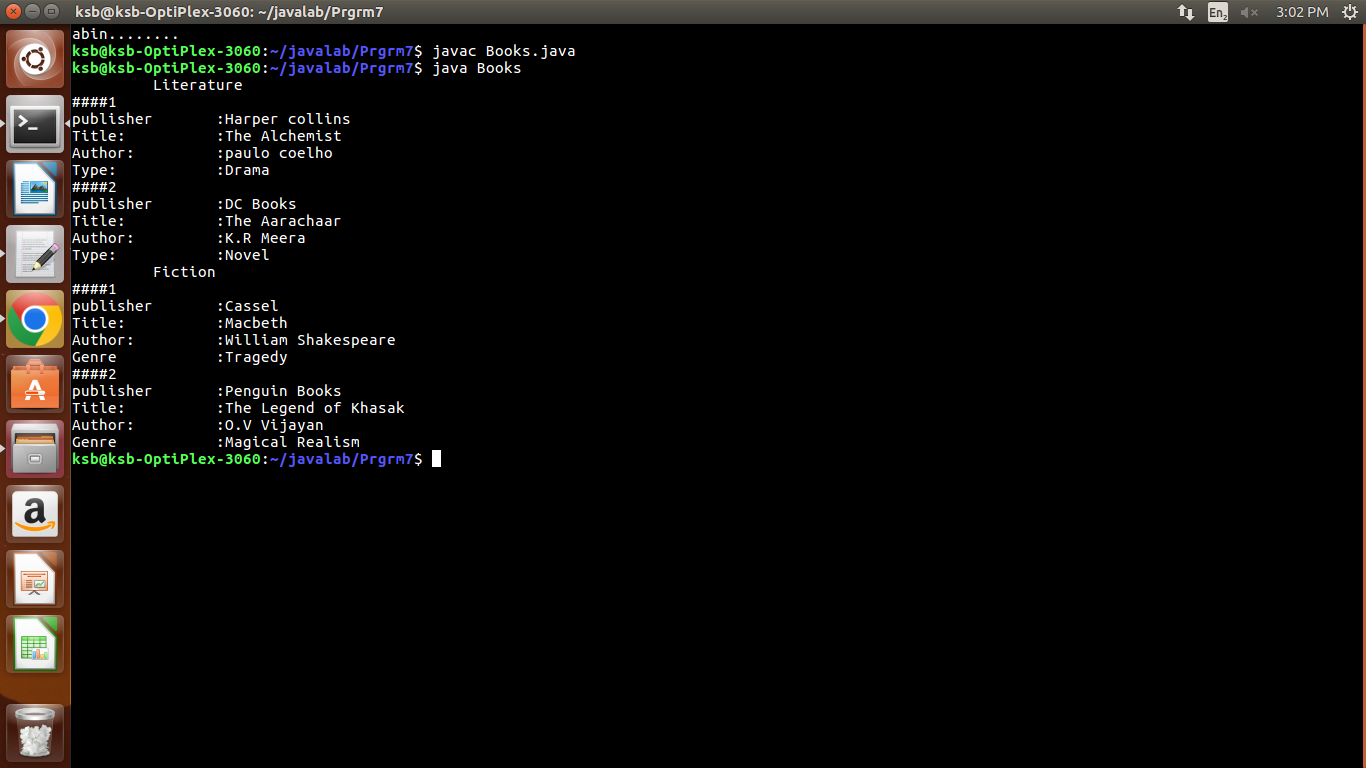 ksb@ksb-OptiPlex-3060: ~/javalab/Prgrm7
En2
3:02 PM
abin........
ksb@ksb-OptiPlex-3060:~/javalab/Prgrm7$ javac Books.java
ksb@ksb-OptiPlex-3060:~/javalab/Prgrm7$ java Books
Literature
####1
publisher :Harper collins
Title: :The Alchemist
Author: :paulo coelho
Type: :Drama
####2
publisher :DC Books
Title: :The Aarachaar
Author: :K.R Meera
Type: :Novel
Fiction
####1
publisher :Cassel
Title: :Macbeth
Author: :William Shakespeare
Genre :Tragedy
####2
publisher :Penguin Books
Title: :The Legend of Khasak
Author: :O.V Vijayan
Genre :Magical Realism
ksb@ksb-OptiPlex-3060:~/javalab/Prgrm7$